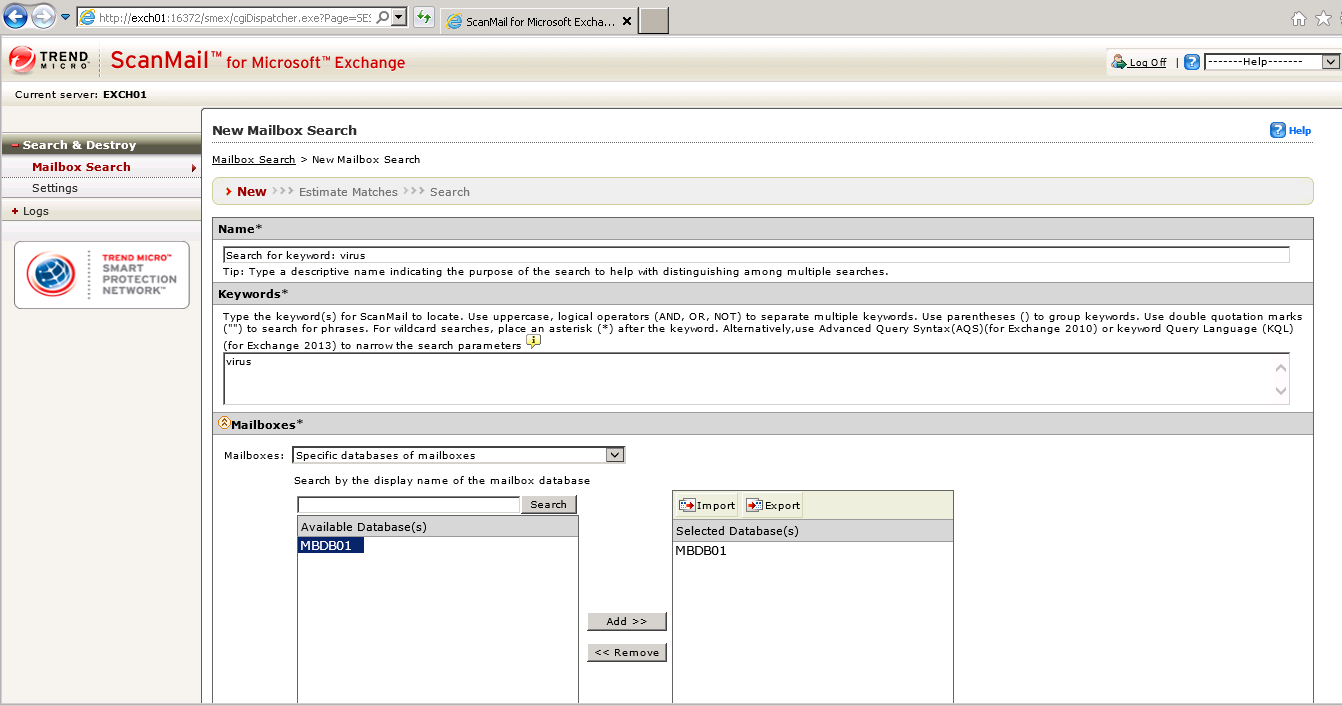 http://exch01:16372/smex/cgiDispatcher.exe?Page=SES
ScanMail for Microsoft Excha...
TREND MICRO
ScanMail™ for Microsoft™ Exchange
Log Off | -------Help-------
Current server: EXCH01
Search & Destroy
Mailbox Search
Settings
Logs
TREND MICRO™
SMART
PROTECTION
NETWORK™
New Mailbox Search
Help
Mailbox Search > New Mailbox Search
New >>> Estimate Matches >>> Search
Name*
Search for keyword: virus
Tip: Type a descriptive name indicating the purpose of the search to help with distinguishing among multiple searches.
Keywords*
Type the keyword(s) for ScanMail to locate. Use uppercase, logical operators (AND, OR, NOT) to separate multiple keywords. Use parentheses () to group keywords. Use double quotation marks
("") to search for phrases. For wildcard searches, place an asterisk (*) after the keyword. Alternatively,use Advanced Query Syntax(AQS)(for Exchange 2010) or keyword Query Language (KQL)
(for Exchange 2013) to narrow the search parameters
virus
Mailboxes*
Mailboxes: Specific databases of mailboxes
Search by the display name of the mailbox database
Search
Available Database(s)
MBDB01
Add >>
<< Remove
Import Export
Selected Database(s)
MBDB01